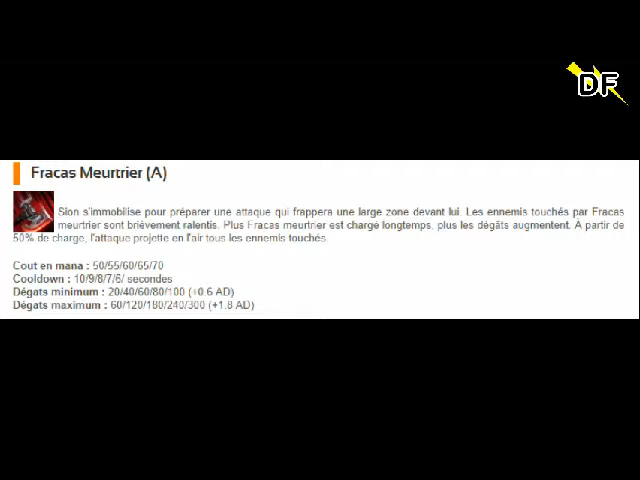 DF
Fracas Meurtrier (A)
Sion s'immobilise pour préparer une attaque qui frappera une large zone devant lui. Les ennemis touchés par Fracas
meurtrier sont brièvement ralentis. Plus Fracas meurtrier est chargé longtemps, plus les dégâts augmentent. À partir de
50% de charge, l'attaque projette en l'air tous les ennemis touchés.
Cout en mana : 50/55/60/65/70
Cooldown : 10/9/8/7/6/ secondes
Dégats minimum : 20/40/60/80/100 (+0.6 AD)
Dégats maximum : 60/120/180/240/300 (+1.8 AD)